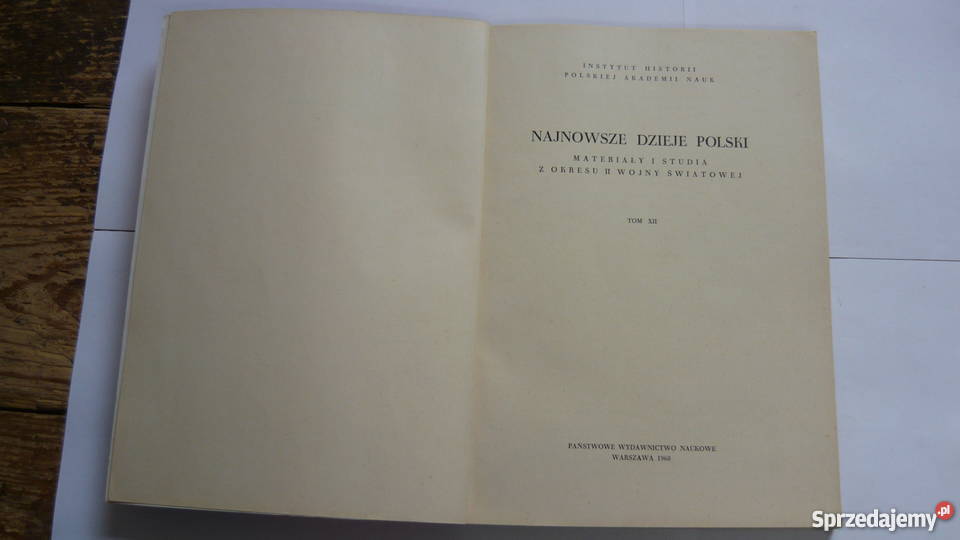 INSTYTUT HISTORII
POLSKIEJ AKADEMII NAUK
NAJNOWSZE DZIEJE POLSKI
MATERIAŁY I STUDIA
Z OKRESU II WOJNY ŚWIATOWEJ
TOM XII
PAŃSTWOWE WYDAWNICTWO NAUKOWE
WARSZAWA 1968
Sprzedajemy.pl